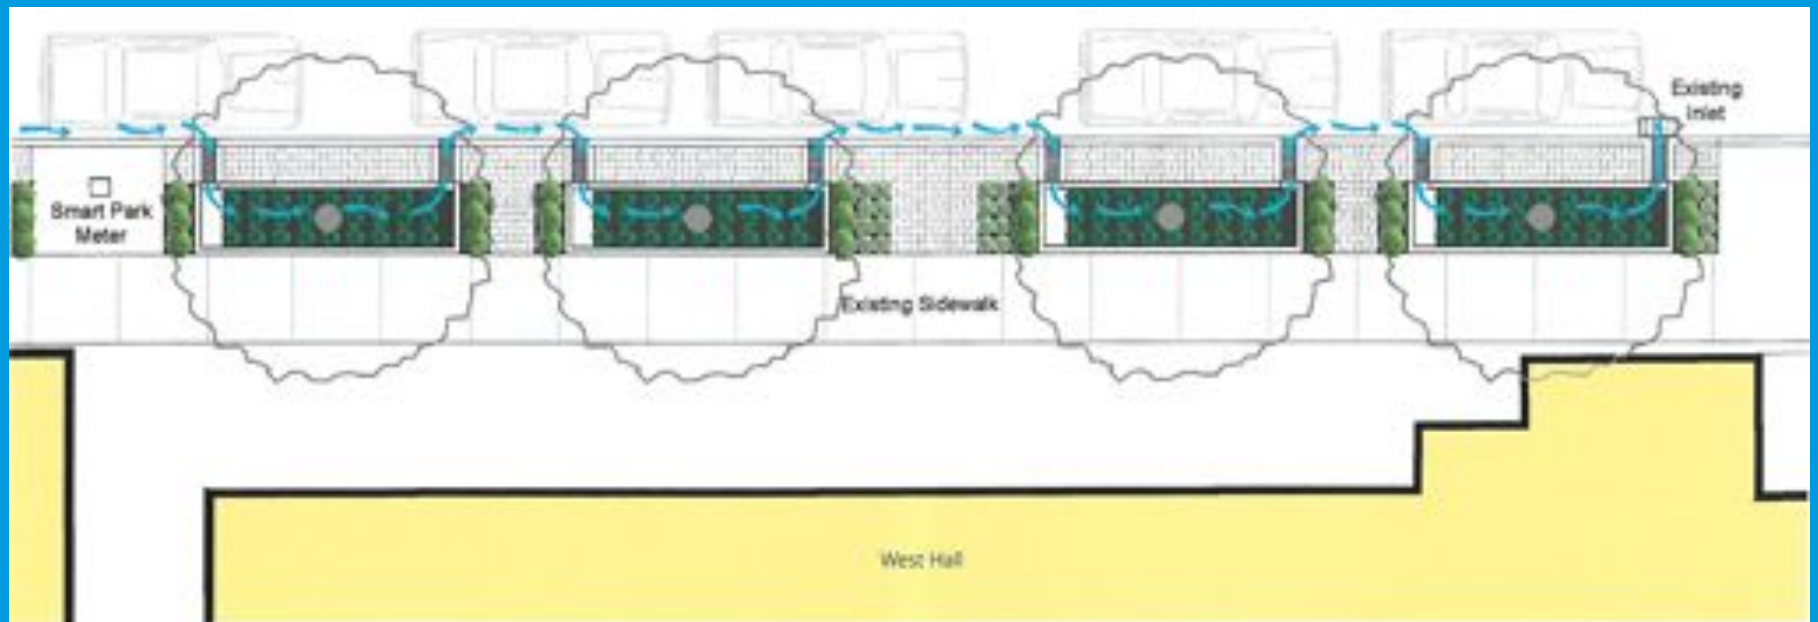 Existing
Inlet
Smart Park
Meter
Existing Sidewalk
West Hall